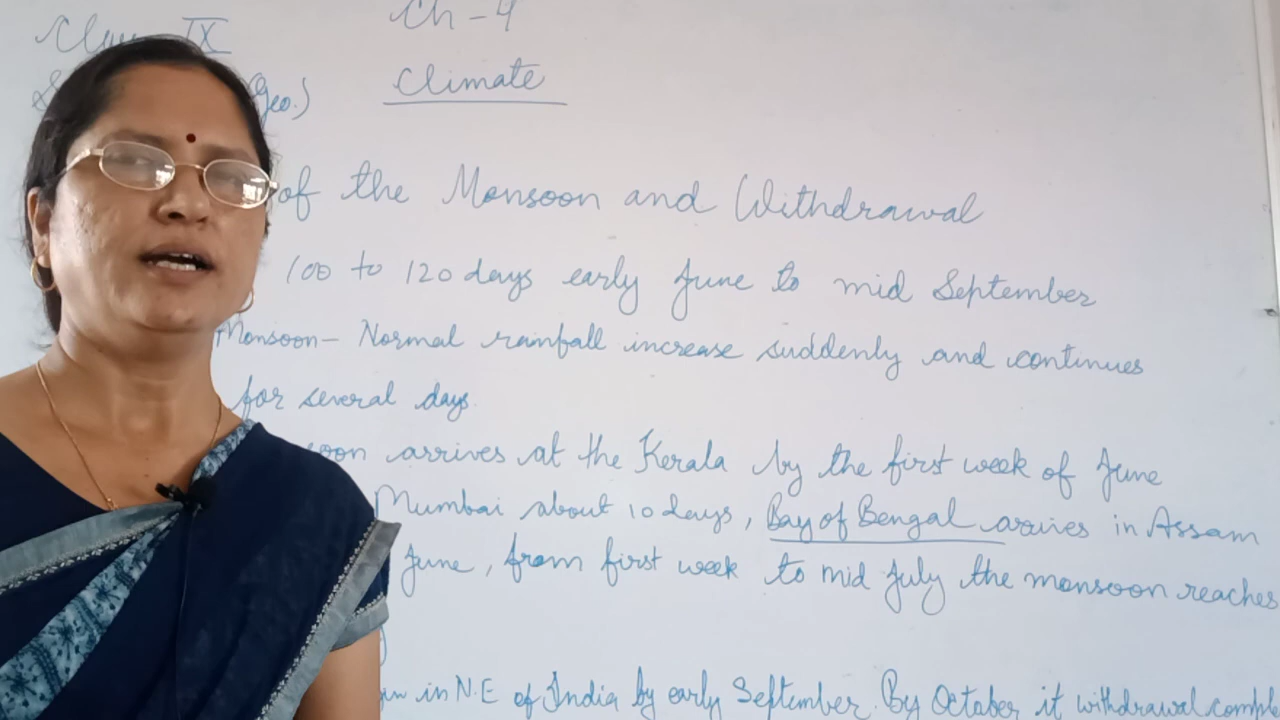 Class IX
Ch - 4
Geo.)
Climate
of the Monsoon and Withdrawal
100 to 120 days early June to mid September
Monsoon - Normal rainfall increase suddenly and continues
for several days.
arrives at the Kerala by the first week of June
Mumbai about 10 days, Bay of Bengal arrives in Assam
June, from first week to mid July the monsoon reaches
in N.E of India by early September. By October it withdrawal